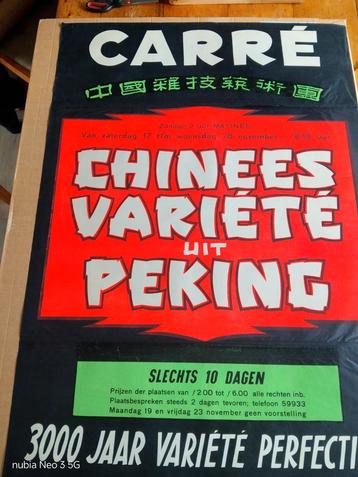 CARRÉ
中國雜技藝術團
Zondag 2 uur MATINEE
Van zaterdag 17 t/m woensdag 28 november 8.15 uur
CHINEES
VARIÉTÉ
UIT
PEKING
SLECHTS 10 DAGEN
Prijzen der plaatsen van f 2.00 tot f 6.00 alle rechten inb.
Plaatsbespreken steeds 2 dagen tevoren; telefoon 59933
Maandag 19 en vrijdag 23 november geen voorstelling
3000 JAAR VARIÉTÉ PERFECTI
nubia Neo 3 5G